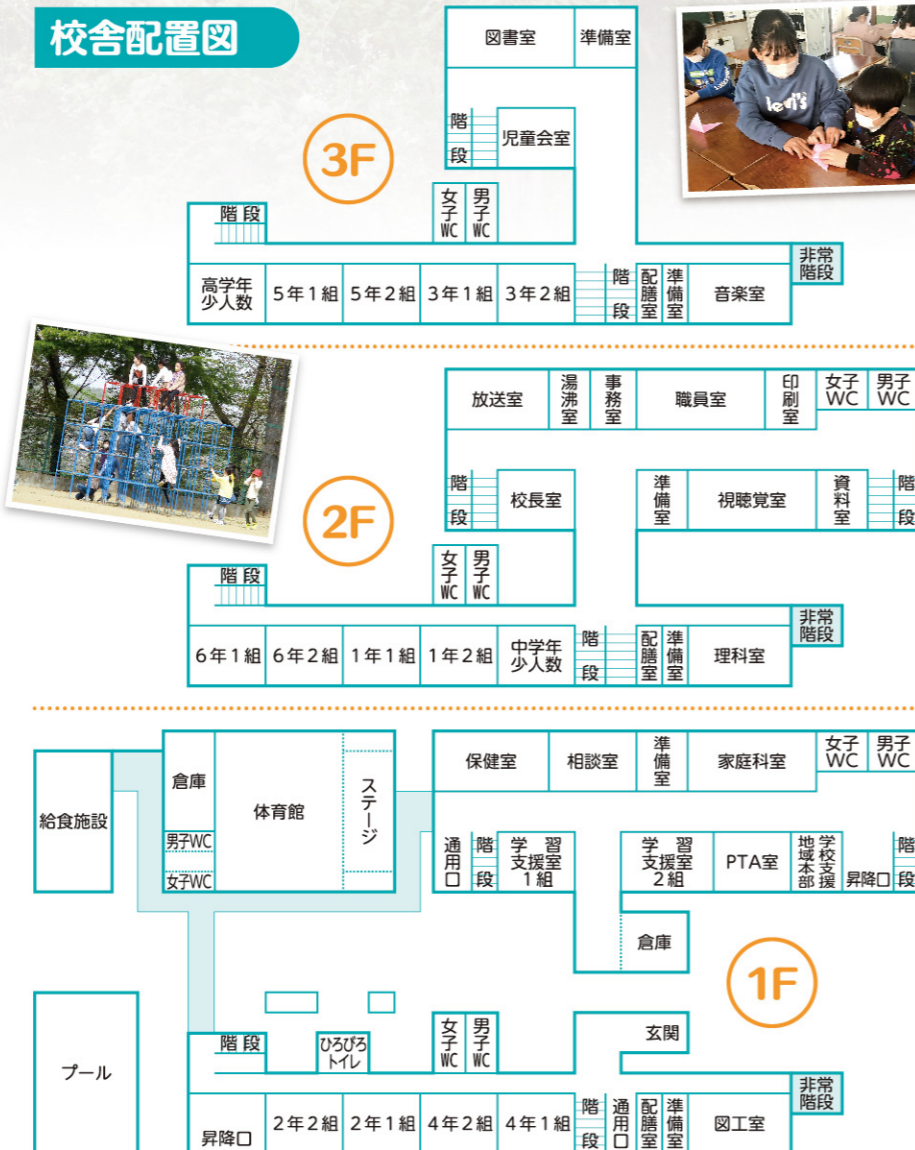 校舎配置図
図書室
準備室
levi's
階段
児童会室
3F
女子WC
男子WC
階段
非常階段
高学年少人数
5年1組
5年2組
3年1組
3年2組
階段
配膳室
準備室
音楽室
放送室
湯沸室
事務室
職員室
印刷室
女子WC
男子WC
階段
校長室
準備室
視聴覚室
資料室
階段
2F
女子WC
男子WC
階段
非常階段
6年1組
6年2組
1年1組
1年2組
中学年少人数
階段
配膳室
準備室
理科室
保健室
相談室
準備室
家庭科室
女子WC
男子WC
給食施設
倉庫
体育館
ステージ
男子WC
女子WC
通用口
階段
学習支援室1組
学習支援室2組
PTA室
学校支援地域本部
昇降口
階段
倉庫
1F
プール
階段
ひろびろトイレ
女子WC
男子WC
玄関
非常階段
昇降口
2年2組
2年1組
4年2組
4年1組
階段
通用口
配膳室
準備室
図工室